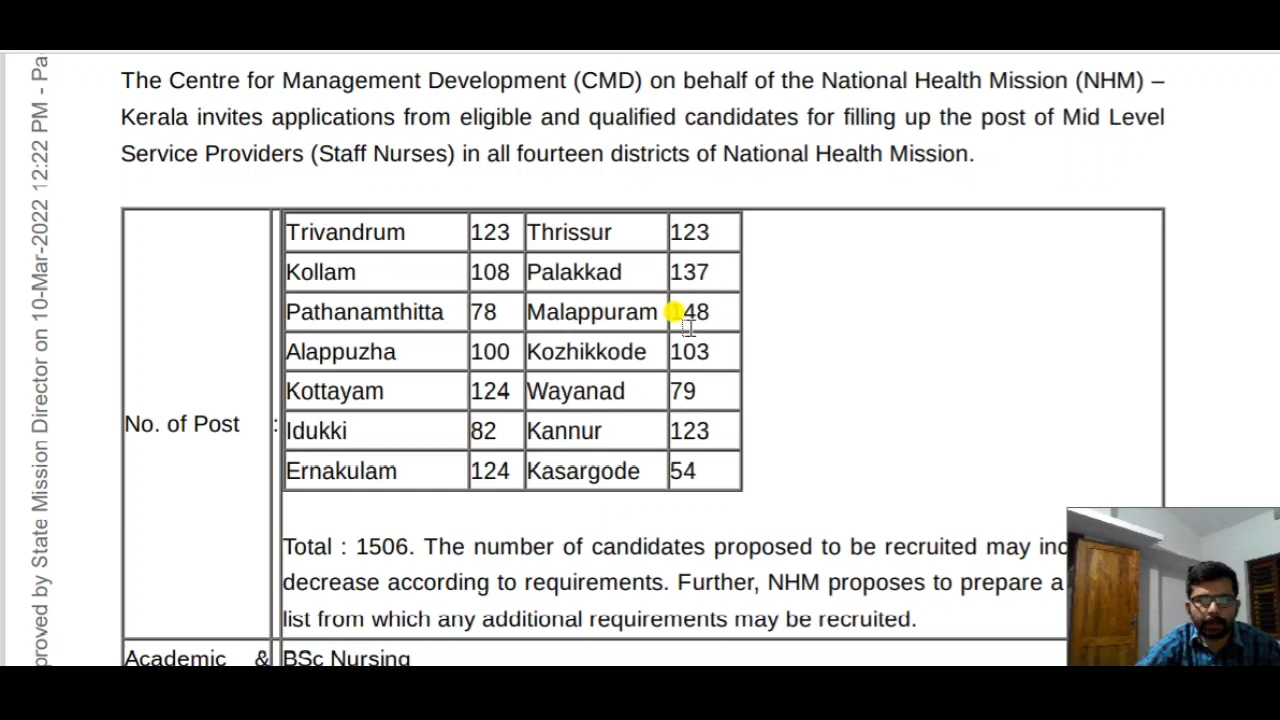 The Centre for Management Development (CMD) on behalf of the National Health Mission (NHM) –
Kerala invites applications from eligible and qualified candidates for filling up the post of Mid Level
Service Providers (Staff Nurses) in all fourteen districts of National Health Mission.
Trivandrum 123 Thrissur 123
Kollam 108 Palakkad 137
Pathanamthitta 78 Malappuram 148
Alappuzha 100 Kozhikkode 103
Kottayam 124 Wayanad 79
No. of Post :
Idukki 82 Kannur 123
Ernakulam 124 Kasargode 54
Total : 1506. The number of candidates proposed to be recruited may inc
decrease according to requirements. Further, NHM proposes to prepare a
list from which any additional requirements may be recruited.
Academic & BSc Nursing
proved by State Mission Director on 10-Mar-2022 12:22 PM - Pa